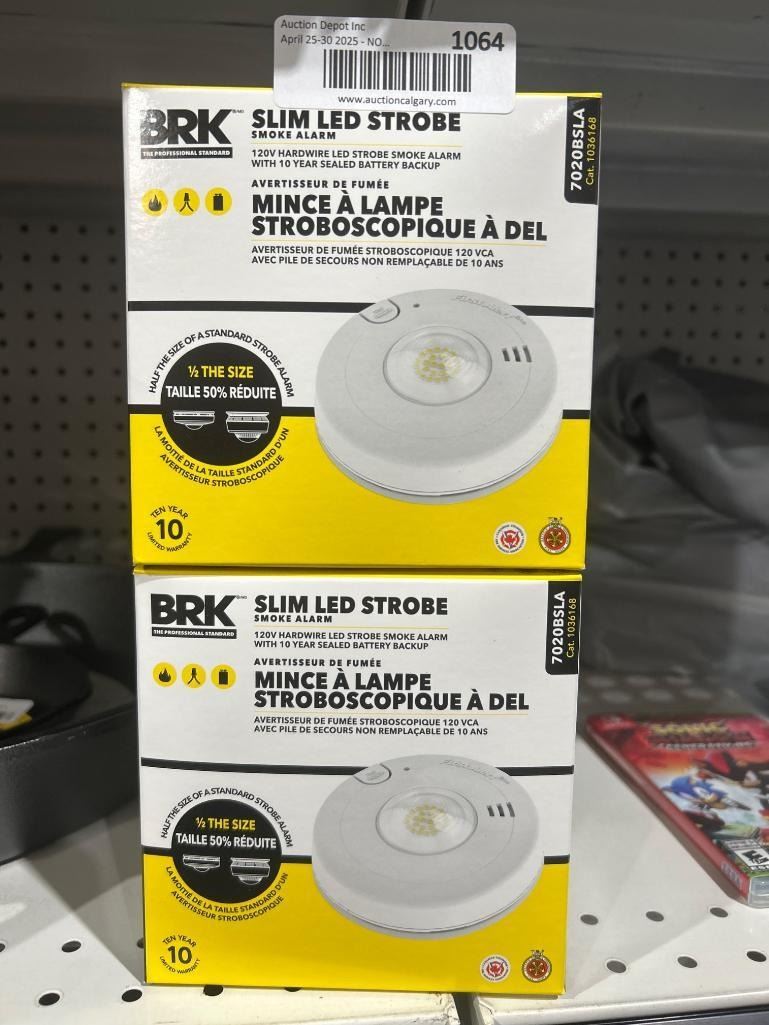 Auction Depot Inc
April 25-30 2025 - NO...
1064
www.auctioncalgary.com
BRK
THE PROFESSIONAL STANDARD
SLIM LED STROBE
SMOKE ALARM
120V HARDWIRE LED STROBE SMOKE ALARM
WITH 10 YEAR SEALED BATTERY BACKUP
AVERTISSEUR DE FUMÉE
MINCE À LAMPE
STROBOSCOPIQUE À DEL
AVERTISSEUR DE FUMÉE STROBOSCOPIQUE 120 VCA
AVEC PILE DE SECOURS NON REMPLAÇABLE DE 10 ANS
7020BSLA
Cat. 1036168
HALF THE SIZE OF A STANDARD STROBE ALARM
½ THE SIZE
TAILLE 50% RÉDUITE
LA MOITIÉ DE LA TAILLE STANDARD D'UN
AVERTISSEUR STROBOSCOPIQUE
TEN YEAR
10
LIMITED WARRANTY
BRK
THE PROFESSIONAL STANDARD
SLIM LED STROBE
SMOKE ALARM
120V HARDWIRE LED STROBE SMOKE ALARM
WITH 10 YEAR SEALED BATTERY BACKUP
AVERTISSEUR DE FUMÉE
MINCE À LAMPE
STROBOSCOPIQUE À DEL
AVERTISSEUR DE FUMÉE STROBOSCOPIQUE 120 VCA
AVEC PILE DE SECOURS NON REMPLAÇABLE DE 10 ANS
7020BSLA
Cat. 1036168
HALF THE SIZE OF A STANDARD STROBE ALARM
½ THE SIZE
TAILLE 50% RÉDUITE
LA MOITIÉ DE LA TAILLE STANDARD D'UN
AVERTISSEUR STROBOSCOPIQUE
TEN YEAR
10
LIMITED WARRANTY
SONIC